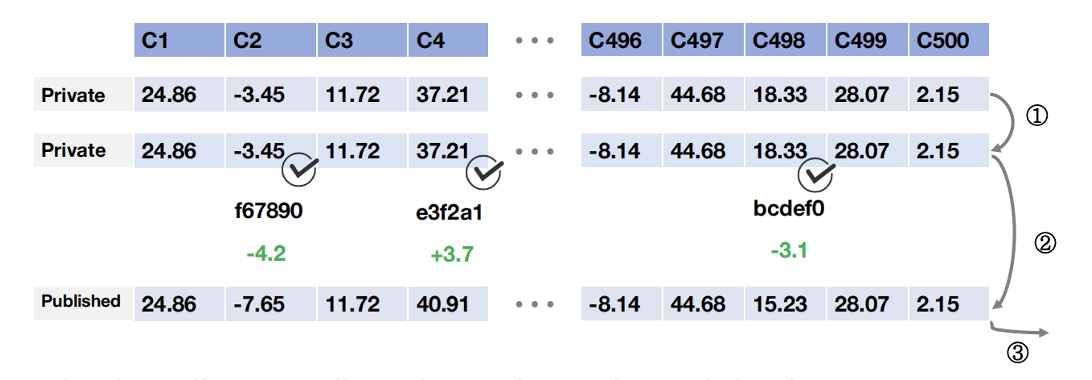 C1 C2 C3 C4 ••• C496 C497 C498 C499 C500
Private 24.86 -3.45 11.72 37.21 ••• -8.14 44.68 18.33 28.07 2.15
①
Private 24.86 -3.45 11.72 37.21 ••• -8.14 44.68 18.33 28.07 2.15
f67890 e3f2a1 bcdef0
②
-4.2 +3.7 -3.1
Published 24.86 -7.65 11.72 40.91 ••• -8.14 44.68 15.23 28.07 2.15
③